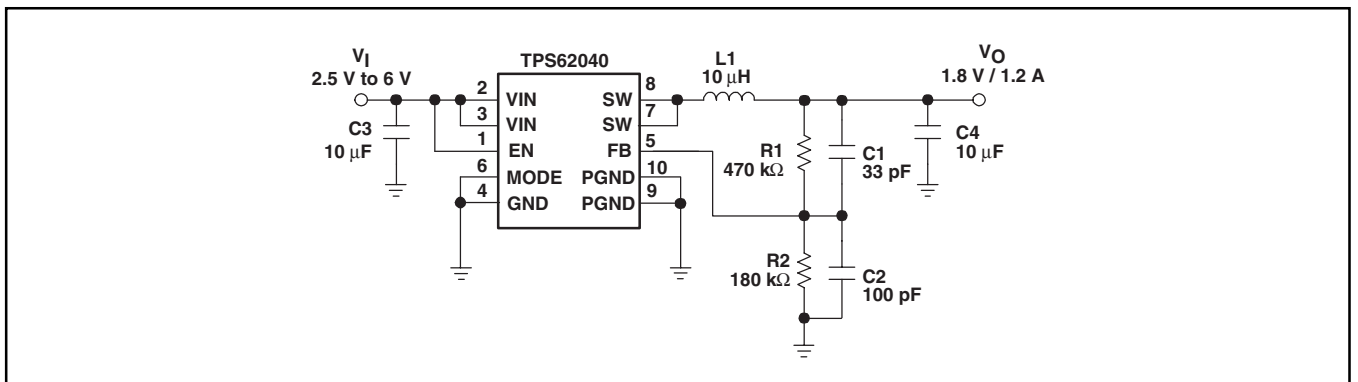 TPS62040
V_I
2.5 V to 6 V
L1
10 μH
V_O
1.8 V / 1.2 A
2
VIN
3
VIN
1
EN
6
MODE
4
GND
8
SW
7
SW
5
FB
10
PGND
9
PGND
C3
10 μF
R1
470 kΩ
C1
33 pF
C4
10 μF
R2
180 kΩ
C2
100 pF